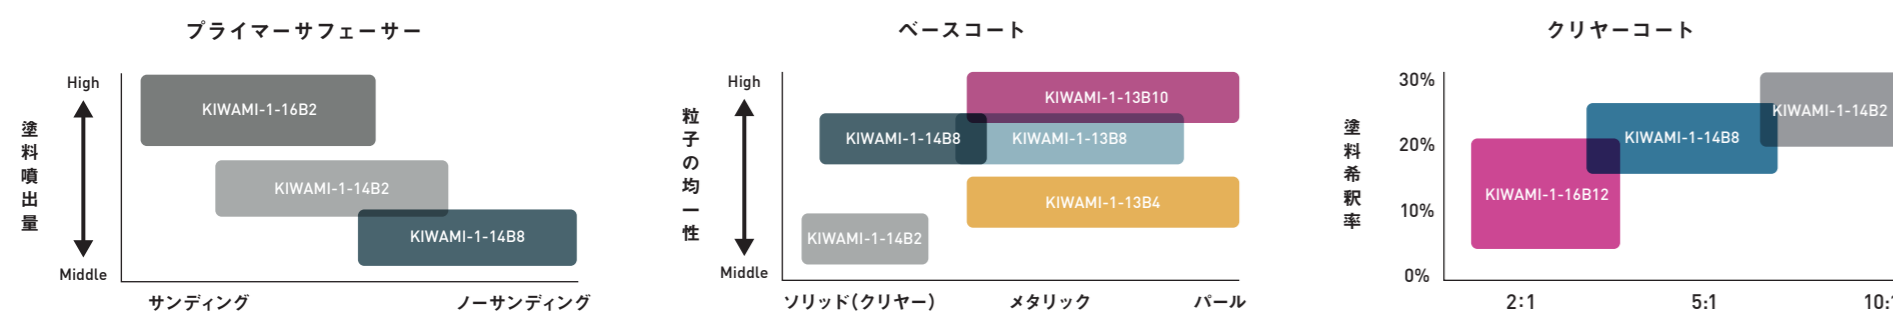 プライマーサフェーサー
塗料噴出量
High
Middle
KIWAMI-1-16B2
KIWAMI-1-14B2
KIWAMI-1-14B8
サンディング
ノーサンディング
ベースコート
粒子の均一性
High
Middle
KIWAMI-1-13B10
KIWAMI-1-14B8
KIWAMI-1-13B8
KIWAMI-1-13B4
KIWAMI-1-14B2
ソリッド(クリヤー)
メタリック
パール
クリヤーコート
塗料希釈率
30%
20%
10%
0%
KIWAMI-1-14B2
KIWAMI-1-14B8
KIWAMI-1-16B12
2:1
5:1
10: